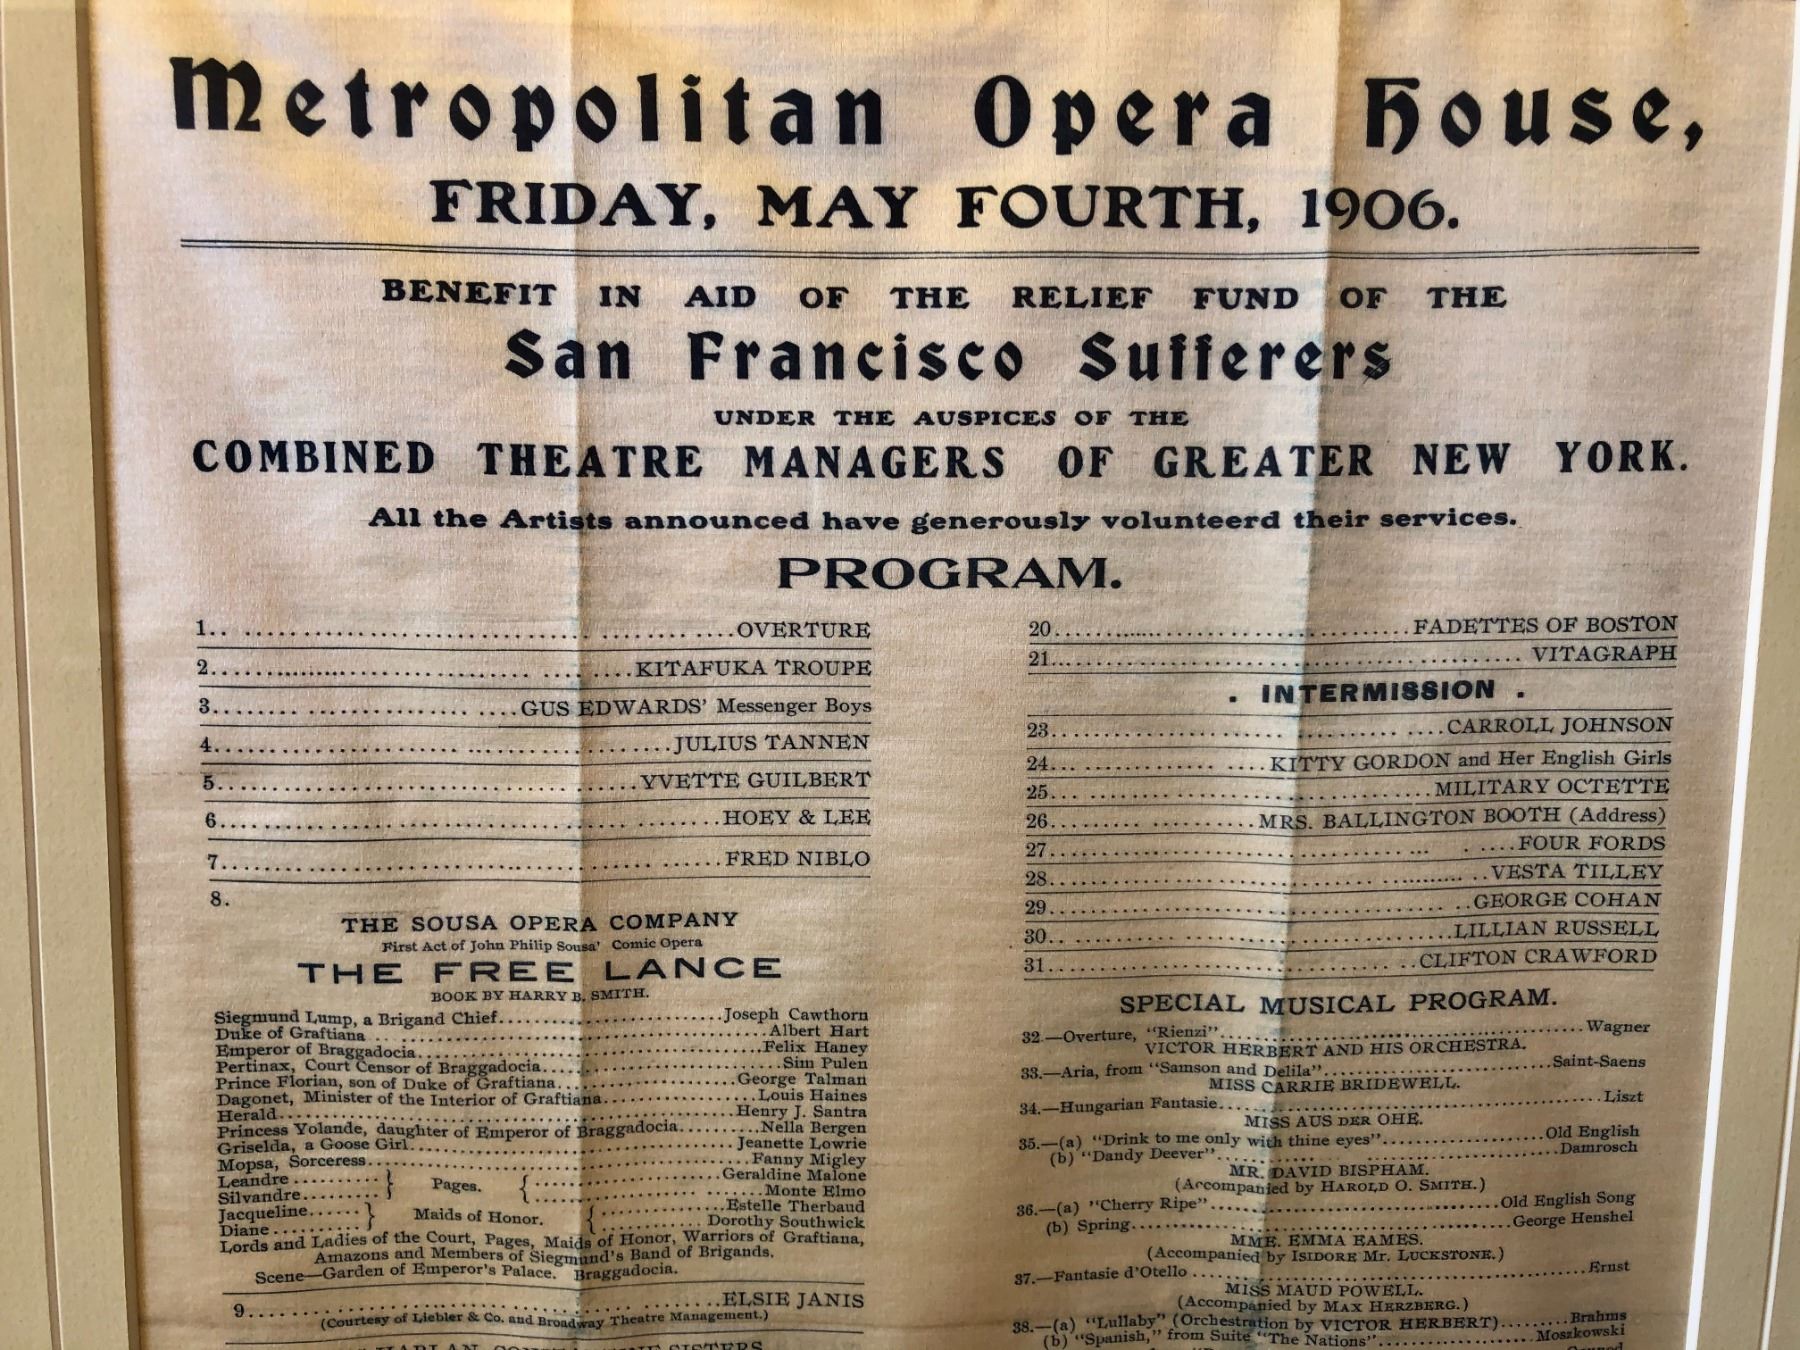 Metropolitan Opera House,
FRIDAY, MAY FOURTH, 1906.
BENEFIT IN AID OF THE RELIEF FUND OF THE
San Francisco Sufferers
UNDER THE AUSPICES OF THE
COMBINED THEATRE MANAGERS OF GREATER NEW YORK.
All the Artists announced have generously volunteerd their services.
PROGRAM.
1.. ........OVERTURE
2........KITAFUKA TROUPE
3........GUS EDWARDS' Messenger Boys
4........JULIUS TANNEN
5........YVETTE GUILBERT
6........HOEY & LEE
7........FRED NIBLO
8.
THE SOUSA OPERA COMPANY
First Act of John Philip Sousa' Comic Opera
THE FREE LANCE
BOOK BY HARRY B. SMITH.
Siegmund Lump, a Brigand Chief........Joseph Cawthorn
Duke of Graftiana........Albert Hart
Emperor of Braggadocia........Felix Haney
Pertinax, Court Censor of Braggadocia........Sim Pulen
Prince Florian, son of Duke of Graftiana........George Talman
Dagonet, Minister of the Interior of Graftiana........Louis Haines
Herald........Henry J. Santra
Princess Yolande, daughter of Emperor of Braggadocia........Nella Bergen
Griselda, a Goose Girl........Jeanette Lowrie
Mopsa, Sorceress........Fanny Migley
Leandre........} Pages. {........Geraldine Malone
Silvandre........} {........Monte Elmo
Jacqueline......} Maids of Honor. {........Estelle Therbaud
Diane........} {........Dorothy Southwick
Lords and Ladies of the Court, Pages, Maids of Honor, Warriors of Graftiana,
Amazons and Members of Siegmund's Band of Brigands.
Scene—Garden of Emperor's Palace. Braggadocia.
9........ELSIE JANIS
(Courtesy of Liebler & Co. and Broadway Theatre Management.)
20........FADETTES OF BOSTON
21........VITAGRAPH
. INTERMISSION .
23........CARROLL JOHNSON
24........KITTY GORDON and Her English Girls
25........MILITARY OCTETTE
26........MRS. BALLINGTON BOOTH (Address)
27........FOUR FORDS
28........VESTA TILLEY
29........GEORGE COHAN
30........LILLIAN RUSSELL
31........CLIFTON CRAWFORD
SPECIAL MUSICAL PROGRAM.
32.—Overture, "Rienzi"........Wagner
VICTOR HERBERT AND HIS ORCHESTRA.
33.—Aria, from "Samson and Delila"........Saint-Saens
MISS CARRIE BRIDEWELL.
34.—Hungarian Fantasie........Liszt
MISS AUS DER OHE.
35.—(a) "Drink to me only with thine eyes"........Old English
(b) "Dandy Deever"........Damrosch
MR. DAVID BISPHAM.
(Accompanied by HAROLD O. SMITH.)
36.—(a) "Cherry Ripe"........Old English Song
(b) Spring........George Henshel
MME. EMMA EAMES.
(Accompanied by ISIDORE Mr. LUCKSTONE.)
37.—Fantasie d'Otello........Ernst
MISS MAUD POWELL.
(Accompanied by MAX HERZBERG.)
38.—(a) "Lullaby" (Orchestration by VICTOR HERBERT)........Brahms
(b) "Spanish," from Suite "The Nations"........Moszkowski